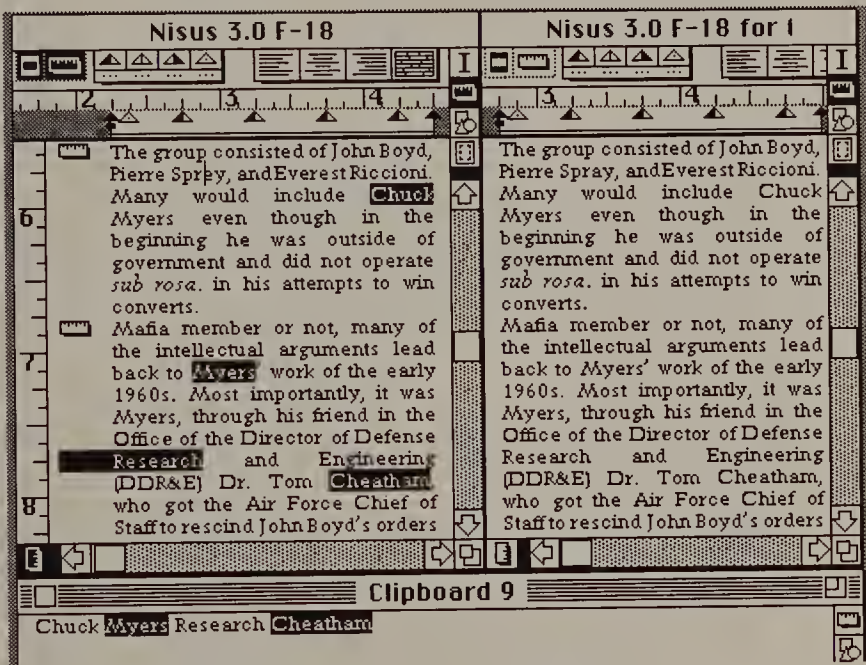 Nisus 3.0 F-18
2 3 4
6
7
8
The group consisted of John Boyd,
Pierre Sprey, and Everest Riccioni.
Many would include Chuck
Myers even though in the
beginning he was outside of
government and did not operate
sub rosa. in his attempts to win
converts.
Mafia member or not, many of
the intellectual arguments lead
back to Myers' work of the early
1960s. Most importantly, it was
Myers, through his friend in the
Office of the Director of Defense
Research and Engineering
(DDR&E) Dr. Tom Cheatham,
who got the Air Force Chief of
Staff to rescind John Boyd's orders
Nisus 3.0 F-18 for
3 4
The group consisted of John Boyd,
Pierre Spray, and Everest Riccioni.
Many would include Chuck
Myers even though in the
beginning he was outside of
government and did not operate
sub rosa. in his attempts to win
converts.
Mafia member or not, many of
the intellectual arguments lead
back to Myers' work of the early
1960s. Most importantly, it was
Myers, through his friend in the
Office of the Director of Defense
Research and Engineering
(DDR&E) Dr. Tom Cheatham,
who got the Air Force Chief of
Staff to rescind John Boyd's orders
Clipboard 9
Chuck Myers Research Cheatham